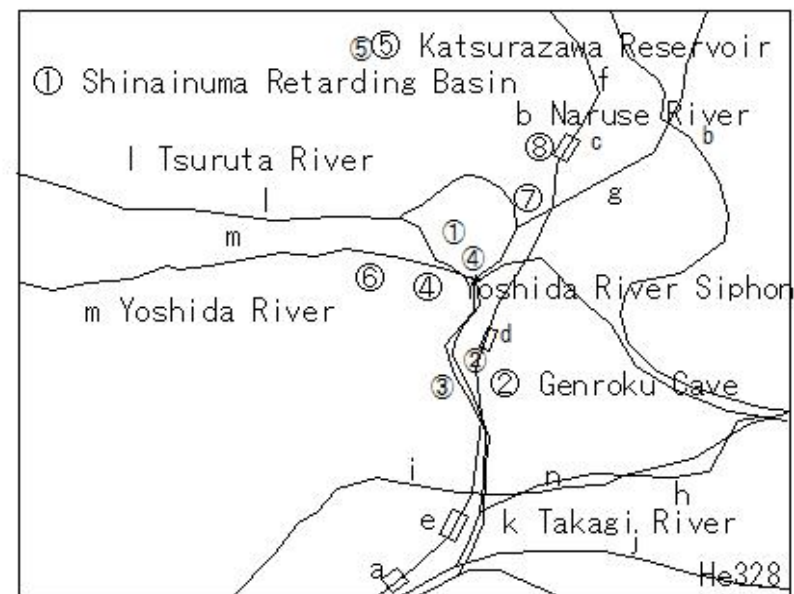 ⑤⑤ Katsurazawa Reservoir
① Shinainuma Retarding Basin
f
b Naruse River
⑧ c b
l Tsuruta River
l
⑦ g
m
①
④
⑥ ④ Yoshida River Siphon
m Yoshida River
d
②
③ ② Genroku Cave
i n
h
e k Takagi River
j
a He328